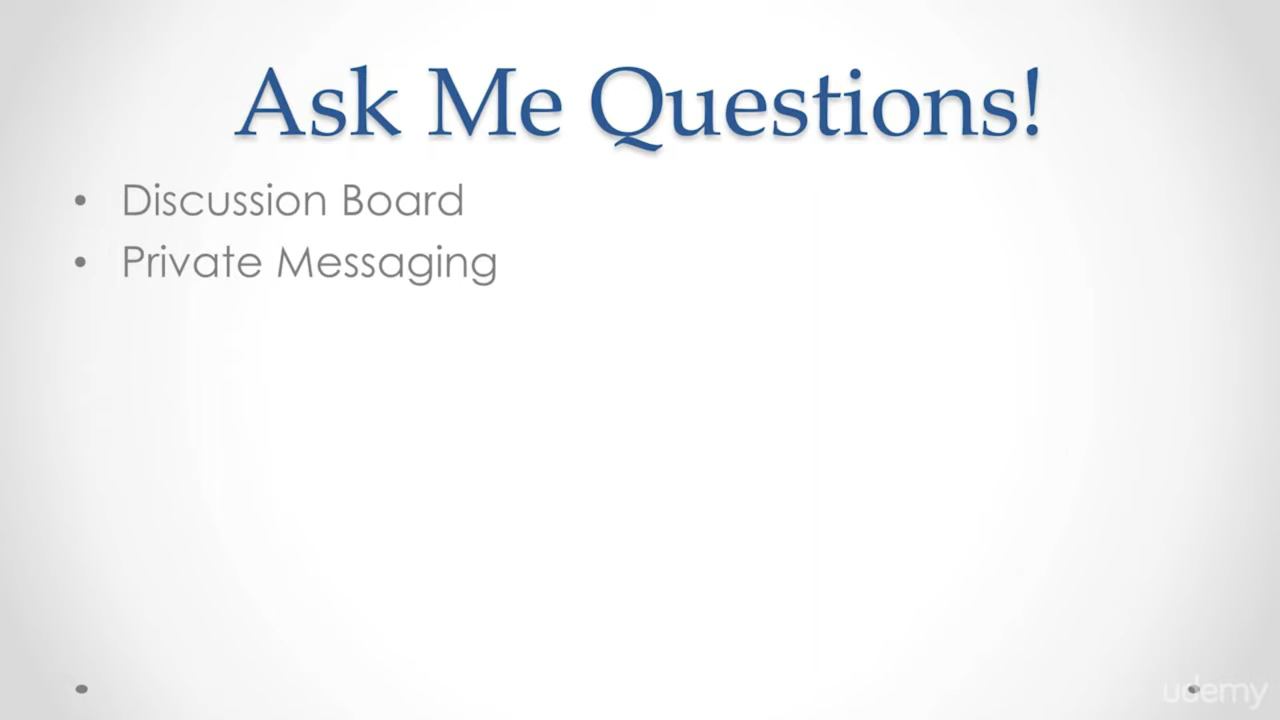 Ask Me Questions!
• Discussion Board
• Private Messaging
udemy